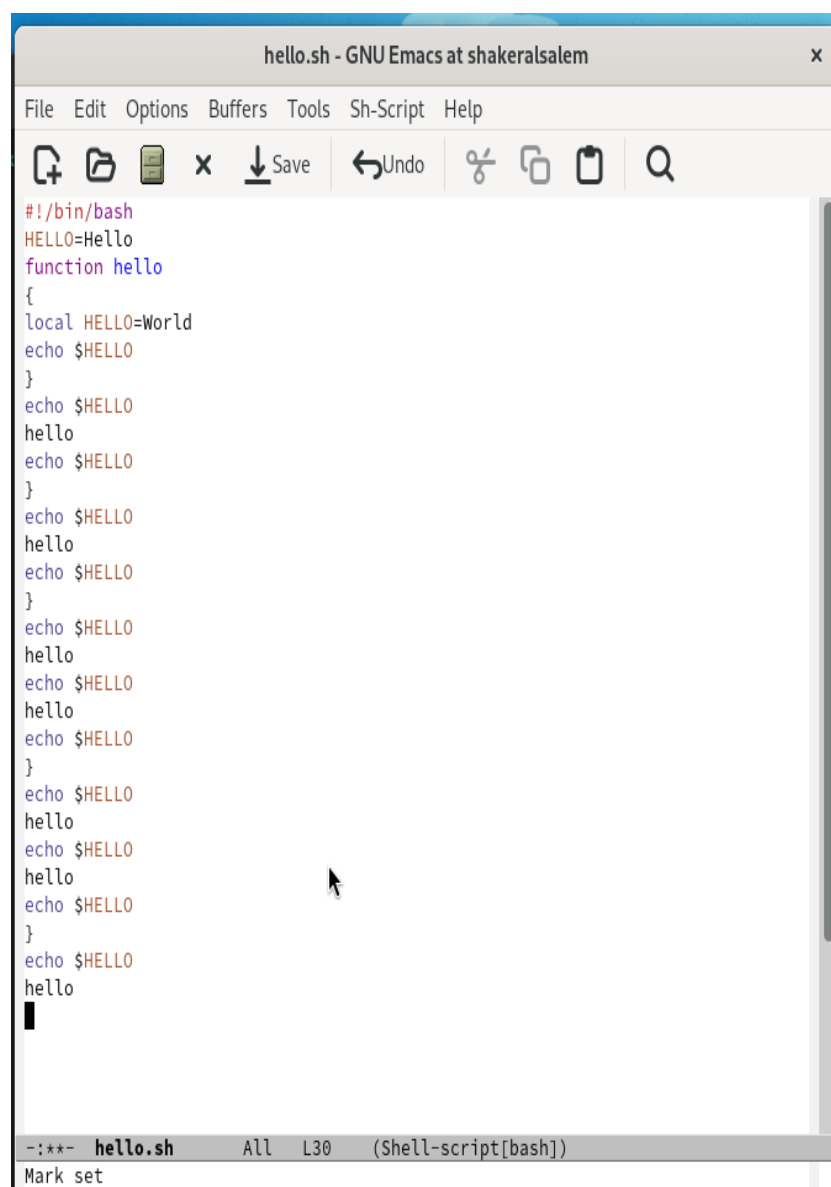 hello.sh - GNU Emacs at shakeralsalem ×
File Edit Options Buffers Tools Sh-Script Help
Save Undo
#!/bin/bash
HELLO=Hello
function hello
{
local HELLO=World
echo $HELLO
}
echo $HELLO
hello
echo $HELLO
}
echo $HELLO
hello
echo $HELLO
}
echo $HELLO
hello
echo $HELLO
hello
echo $HELLO
}
echo $HELLO
hello
echo $HELLO
hello
echo $HELLO
}
echo $HELLO
hello
-:**- hello.sh All L30 (Shell-script[bash])
Mark set